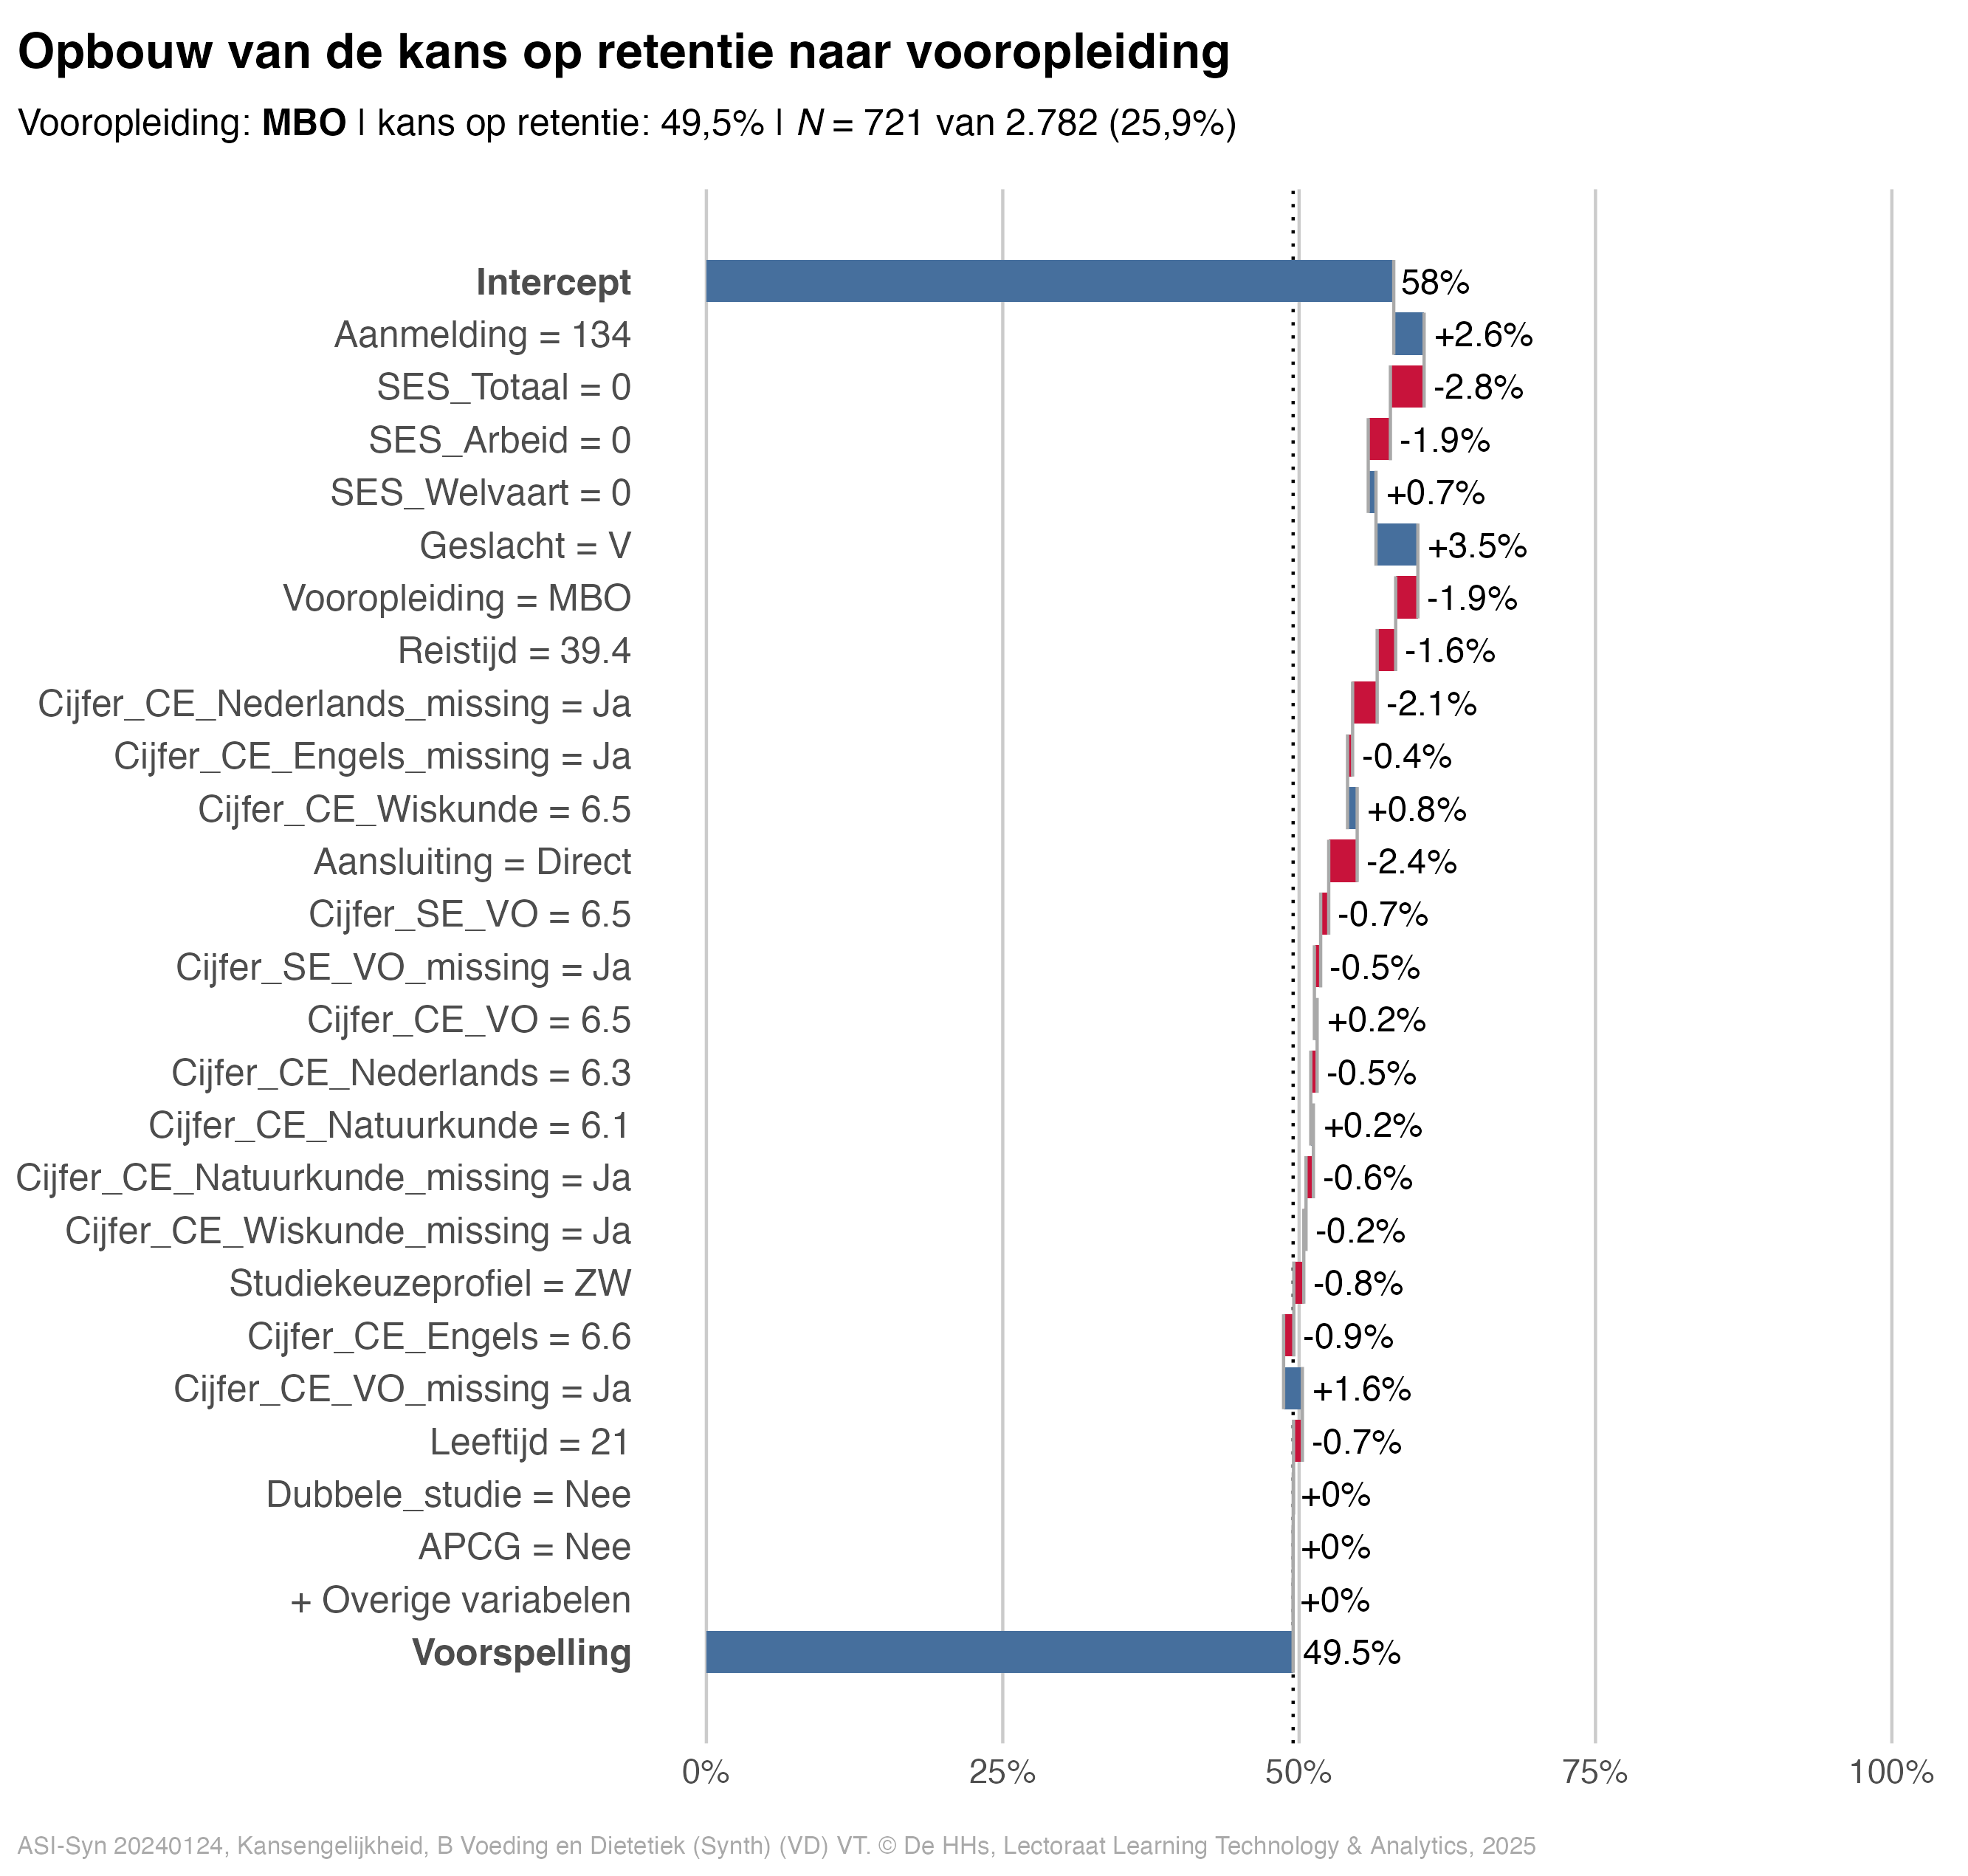 Opbouw van de kans op retentie naar vooropleiding
Vooropleiding: MBO | kans op retentie: 49,5% | N = 721 van 2.782 (25,9%)
Intercept 58%
Aanmelding = 134 +2.6%
SES_Totaal = 0 -2.8%
SES_Arbeid = 0 -1.9%
SES_Welvaart = 0 +0.7%
Geslacht = V +3.5%
Vooropleiding = MBO -1.9%
Reistijd = 39.4 -1.6%
Cijfer_CE_Nederlands_missing = Ja -2.1%
Cijfer_CE_Engels_missing = Ja -0.4%
Cijfer_CE_Wiskunde = 6.5 +0.8%
Aansluiting = Direct -2.4%
Cijfer_SE_VO = 6.5 -0.7%
Cijfer_SE_VO_missing = Ja -0.5%
Cijfer_CE_VO = 6.5 +0.2%
Cijfer_CE_Nederlands = 6.3 -0.5%
Cijfer_CE_Natuurkunde = 6.1 +0.2%
Cijfer_CE_Natuurkunde_missing = Ja -0.6%
Cijfer_CE_Wiskunde_missing = Ja -0.2%
Studiekeuzeprofiel = ZW -0.8%
Cijfer_CE_Engels = 6.6 -0.9%
Cijfer_CE_VO_missing = Ja +1.6%
Leeftijd = 21 -0.7%
Dubbele_studie = Nee +0%
APCG = Nee +0%
+ Overige variabelen +0%
Voorspelling 49.5%
0% 25% 50% 75% 100%
ASI-Syn 20240124, Kansengelijkheid, B Voeding en Dietetiek (Synth) (VD) VT. © De HHs, Lectoraat Learning Technology & Analytics, 2025